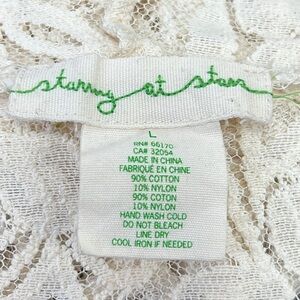 staring at stars
L
RN# 66170
CA# 32054
MADE IN CHINA
FABRIQUÉ EN CHINE
90% COTTON
10% NYLON
90% COTON
10% NYLON
HAND WASH COLD
DO NOT BLEACH
LINE DRY
COOL IRON IF NEEDED